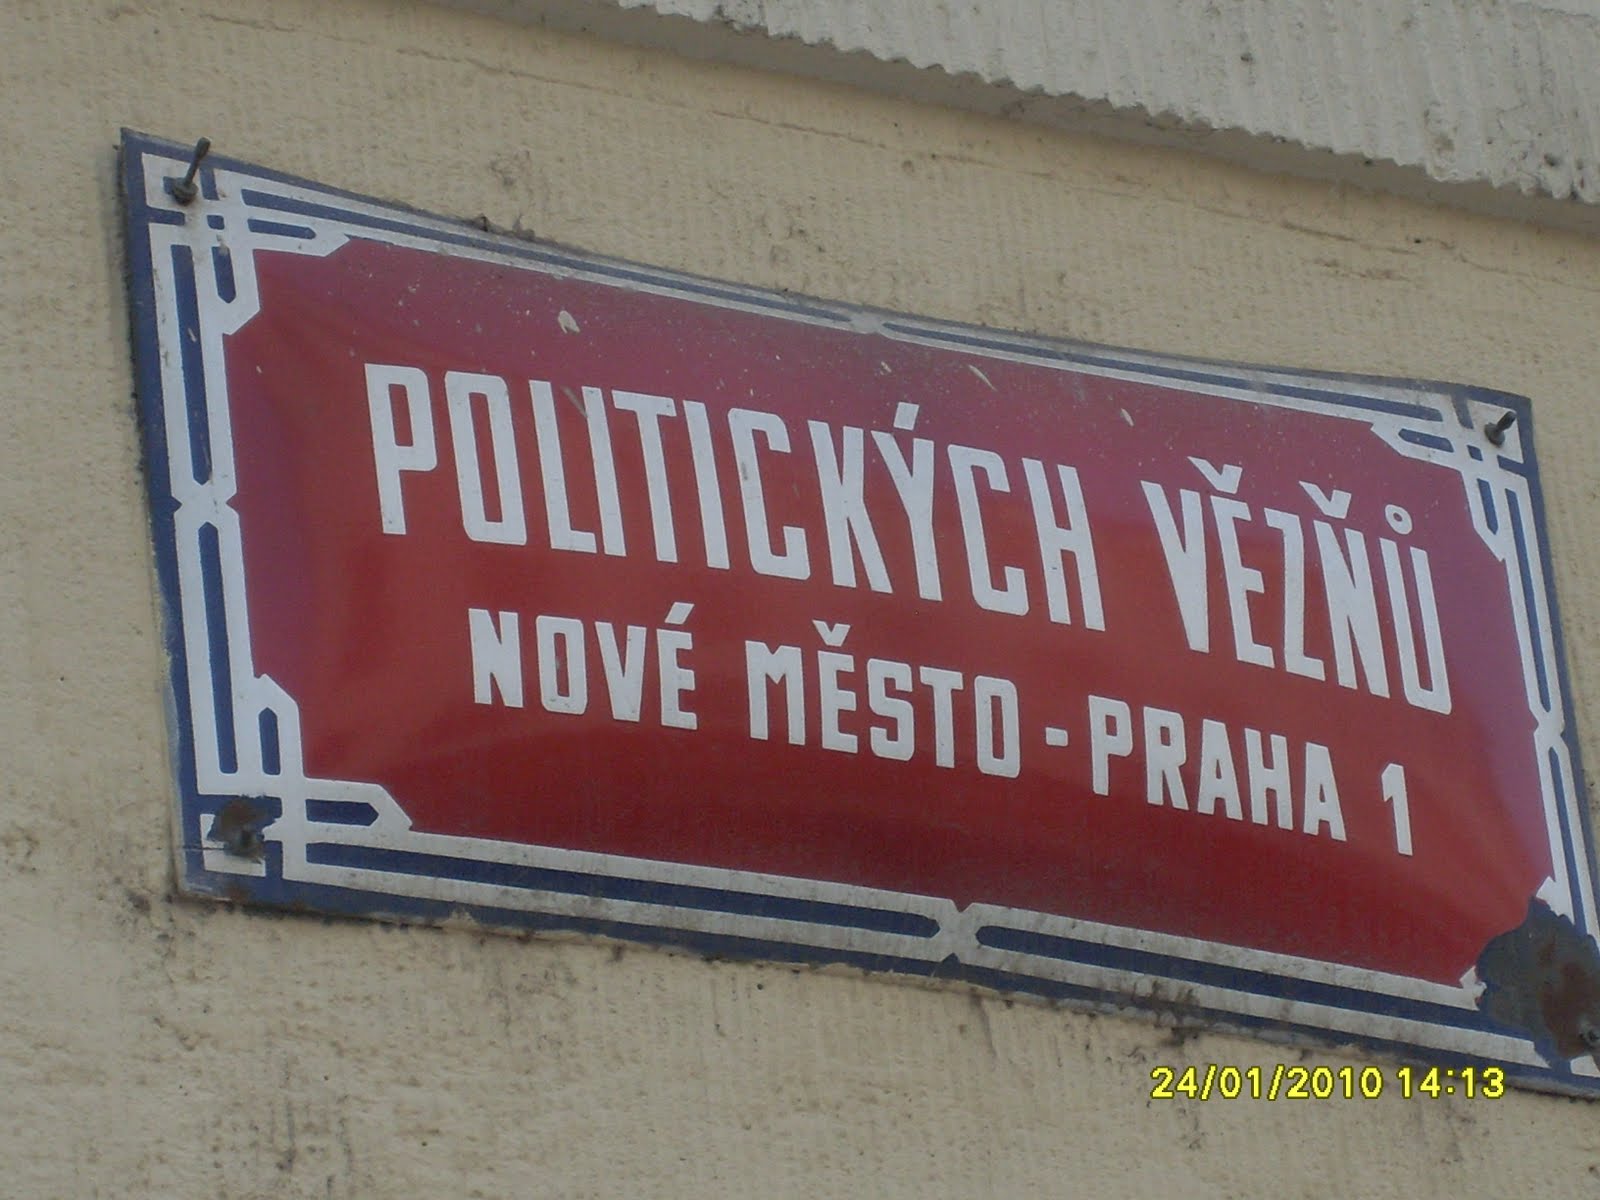 POLITICKÝCH VĚZŇŮ
NOVÉ MĚSTO - PRAHA 1
24/01/2010 14:13